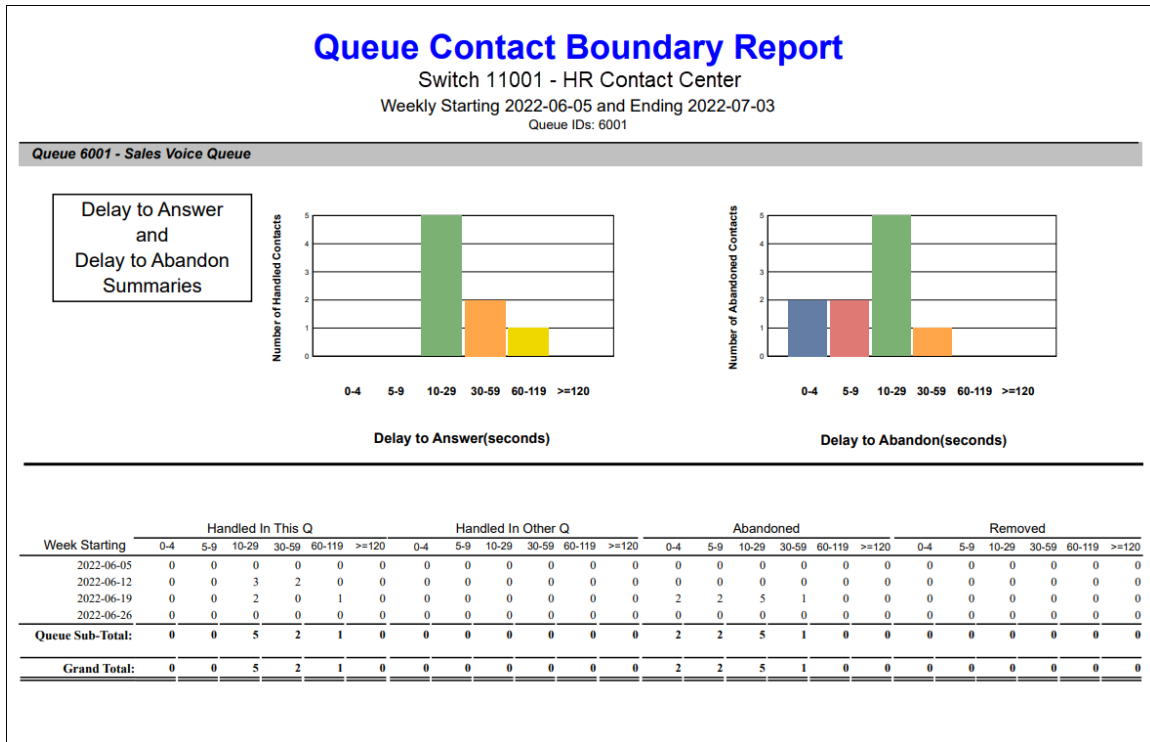 Queue Contact Boundary Report
Switch 11001 - HR Contact Center
Weekly Starting 2022-06-05 and Ending 2022-07-03
Queue IDs: 6001
Queue 6001 - Sales Voice Queue
Delay to Answer
and
Delay to Abandon
Summaries
Number of Handled Contacts
5
4
3
2
1
0
0-4 5-9 10-29 30-59 60-119 >=120
Delay to Answer(seconds)
Number of Abandoned Contacts
5
4
3
2
1
0
0-4 5-9 10-29 30-59 60-119 >=120
Delay to Abandon(seconds)
Handled In This Q Handled In Other Q Abandoned Removed
Week Starting 0-4 5-9 10-29 30-59 60-119 >=120 0-4 5-9 10-29 30-59 60-119 >=120 0-4 5-9 10-29 30-59 60-119 >=120 0-4 5-9 10-29 30-59 60-119 >=120
2022-06-05 0 0 0 0 0 0 0 0 0 0 0 0 0 0 0 0 0 0 0 0 0 0 0 0
2022-06-12 0 0 3 2 0 0 0 0 0 0 0 0 0 0 0 0 0 0 0 0 0 0 0 0
2022-06-19 0 0 2 0 1 0 0 0 0 0 0 0 2 2 5 1 0 0 0 0 0 0 0 0
2022-06-26 0 0 0 0 0 0 0 0 0 0 0 0 0 0 0 0 0 0 0 0 0 0 0 0
Queue Sub-Total: 0 0 5 2 1 0 0 0 0 0 0 0 2 2 5 1 0 0 0 0 0 0 0 0
Grand Total: 0 0 5 2 1 0 0 0 0 0 0 0 2 2 5 1 0 0 0 0 0 0 0 0